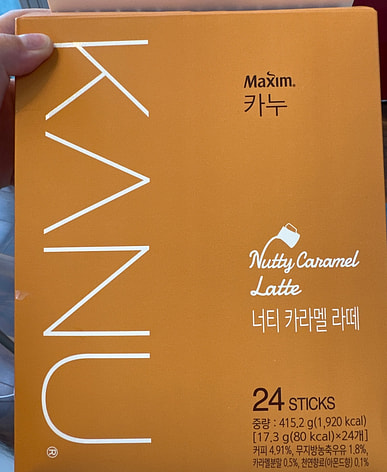 KANU®
Maxim®
카누
Nutty Caramel
Latte
너티 카라멜 라떼
24 STICKS
중량 : 415.2 g(1,920 kcal)
[17.3 g(80 kcal)×24개]
커피 4.91%, 무지방농축우유 1.8%,
카라멜분말 0.5%, 천연향료(아몬드향) 0.1%